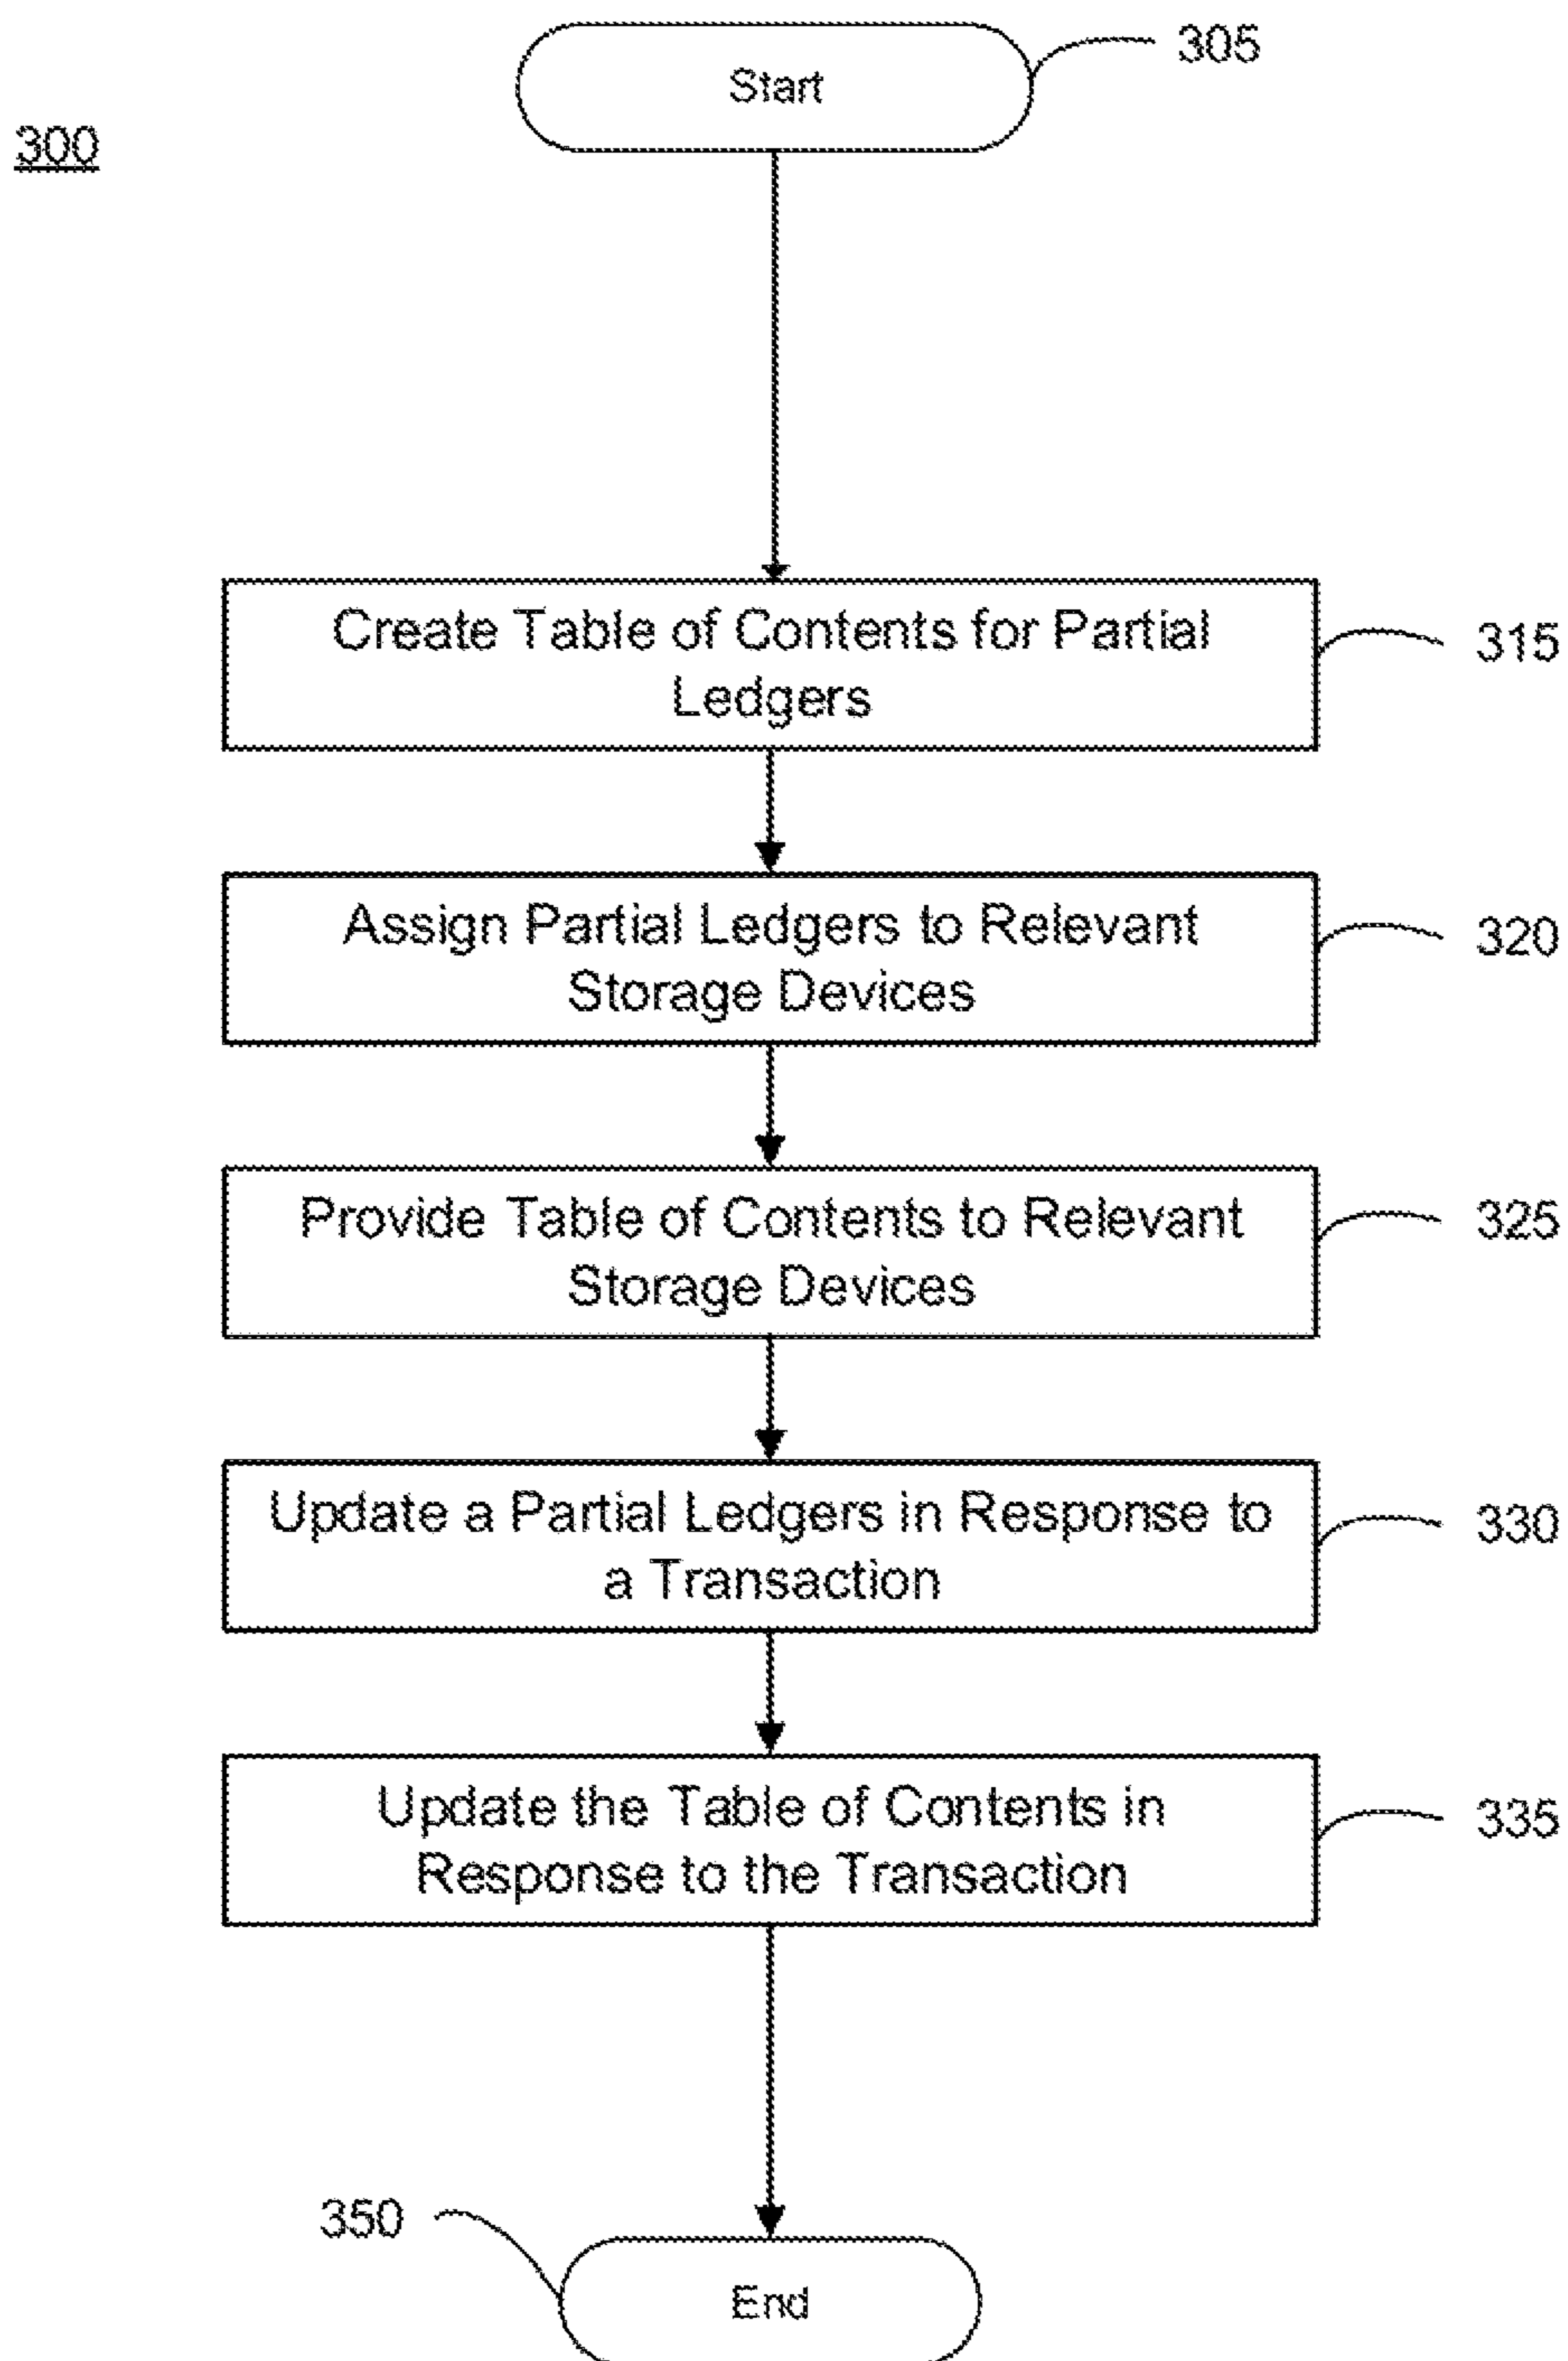 Start
305
300
Create Table of Contents for Partial
Ledgers
315
Assign Partial Ledgers to Relevant
Storage Devices
320
Provide Table of Contents to Relevant
Storage Devices
325
Update a Partial Ledgers in Response to
a Transaction
330
Update the Table of Contents in
Response to the Transaction
335
350
End